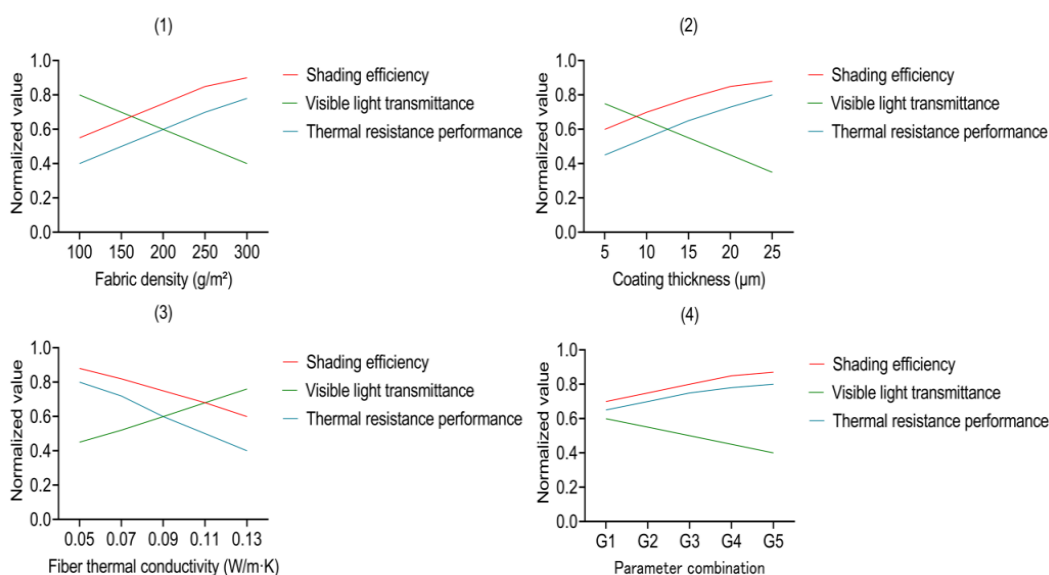 (1)
Normalized value
1.0
0.8
0.6
0.4
0.2
0.0
100 150 200 250 300
Fabric density (g/m²)
Shading efficiency
Visible light transmittance
Thermal resistance performance
(2)
Normalized value
1.0
0.8
0.6
0.4
0.2
0.0
5 10 15 20 25
Coating thickness (μm)
Shading efficiency
Visible light transmittance
Thermal resistance performance
(3)
Normalized value
1.0
0.8
0.6
0.4
0.2
0.0
0.05 0.07 0.09 0.11 0.13
Fiber thermal conductivity (W/m·K)
Shading efficiency
Visible light transmittance
Thermal resistance performance
(4)
Normalized value
1.0
0.8
0.6
0.4
0.2
0.0
G1 G2 G3 G4 G5
Parameter combination
Shading efficiency
Visible light transmittance
Thermal resistance performance